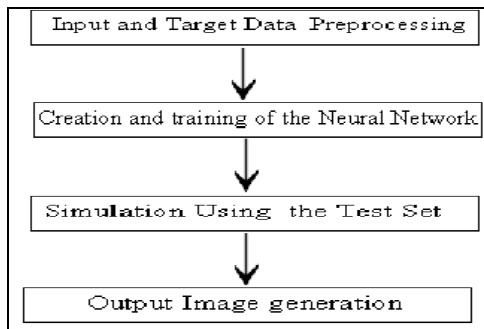 Input and Target Data Preprocessing
Creation and training of the Neural Network
Simulation Using the Test Set
Output Image generation